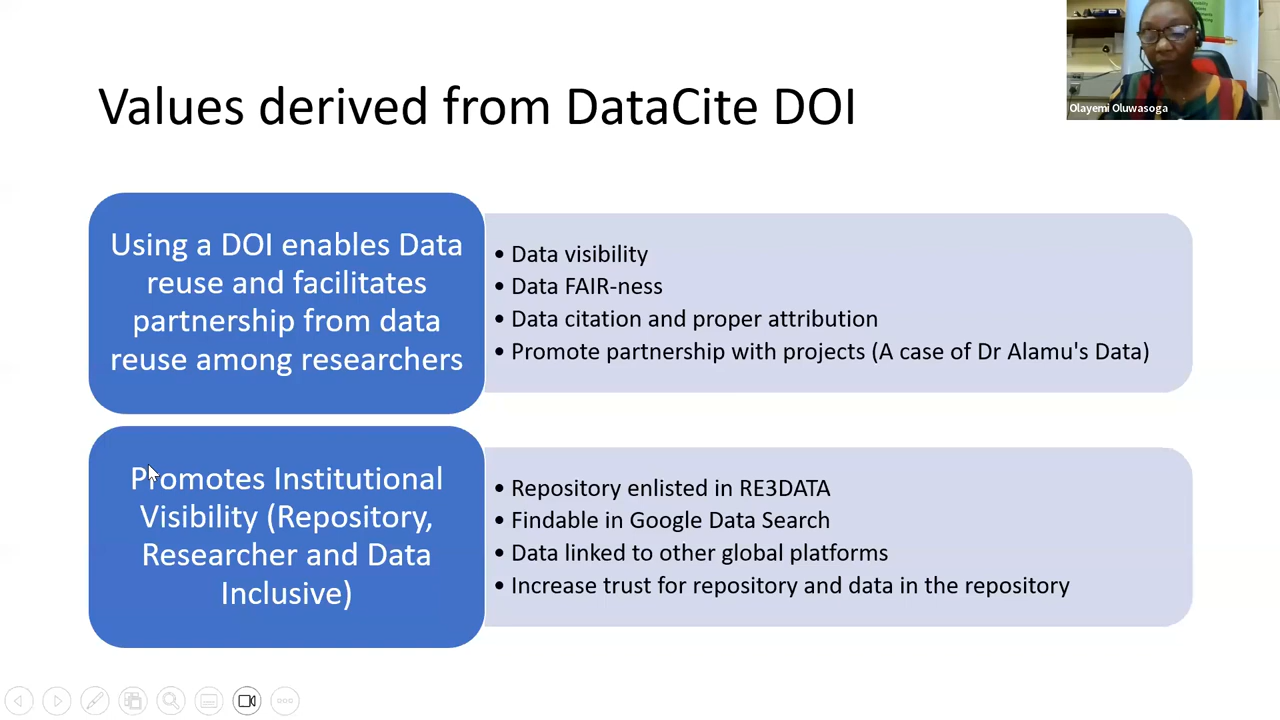 Values derived from DataCite DOI
Olayemi Oluwasoga
Using a DOI enables Data
reuse and facilitates
partnership from data
reuse among researchers
• Data visibility
• Data FAIR-ness
• Data citation and proper attribution
• Promote partnership with projects (A case of Dr Alamu's Data)
Promotes Institutional
Visibility (Repository,
Researcher and Data
Inclusive)
• Repository enlisted in RE3DATA
• Findable in Google Data Search
• Data linked to other global platforms
• Increase trust for repository and data in the repository